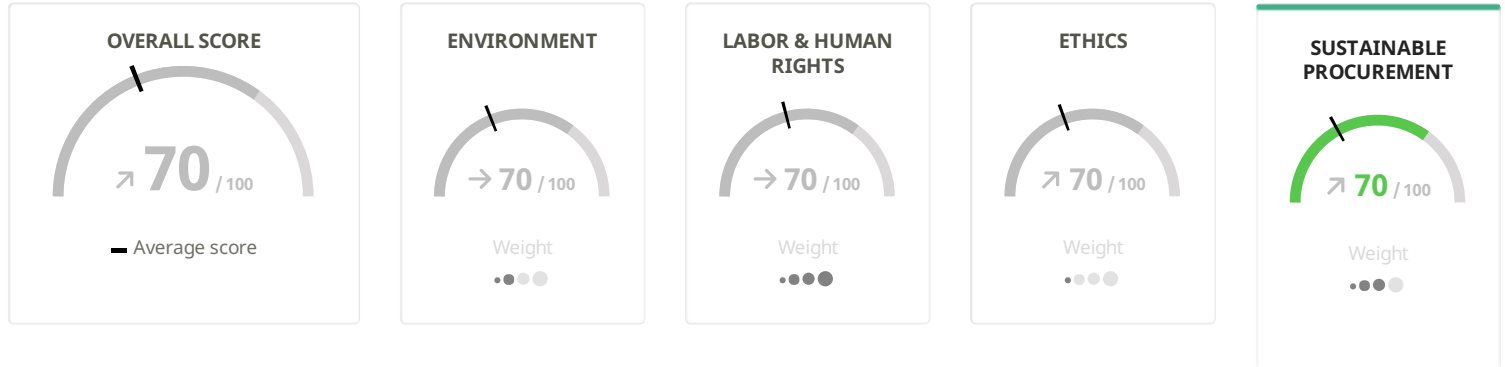 OVERALL SCORE
70 / 100
Average score
ENVIRONMENT
70 / 100
Weight
LABOR & HUMAN
RIGHTS
70 / 100
Weight
ETHICS
70 / 100
Weight
SUSTAINABLE
PROCUREMENT
70 / 100
Weight